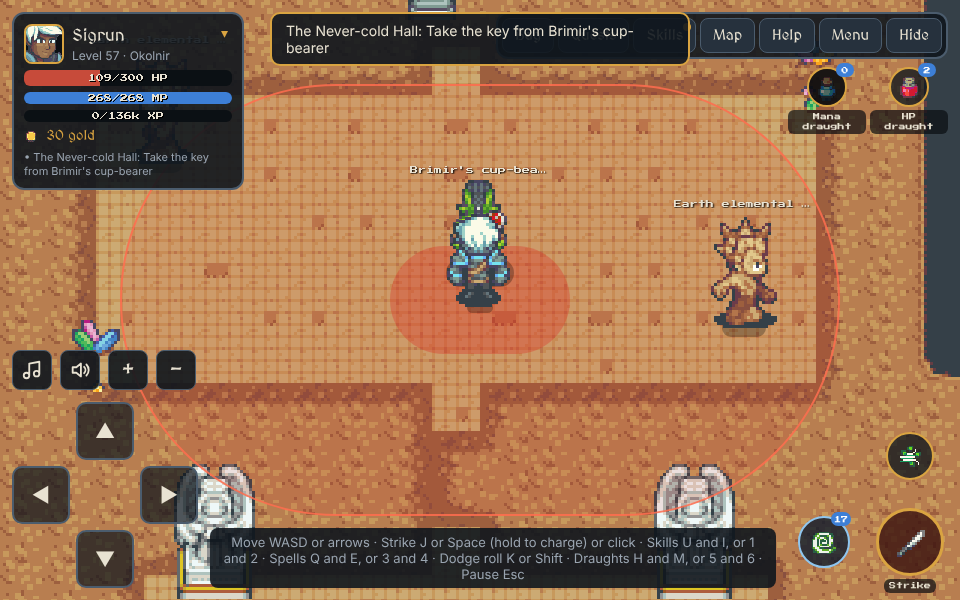 Sigrun
Level 57 · Okolnir
109/300 HP
268/268 MP
0/136k XP
30 gold
• The Never-cold Hall: Take the key
from Brimir's cup-bearer
The Never-cold Hall: Take the key from Brimir's cup-
bearer
Skills
Map
Help
Menu
Hide
0
Mana
draught
2
HP
draught
Brimir's cup-bea…
Earth elemental …
+
−
Move WASD or arrows · Strike J or Space (hold to charge) or click · Skills U and I, or 1
and 2 · Spells Q and E, or 3 and 4 · Dodge roll K or Shift · Draughts H and M, or 5 and 6 ·
Pause Esc
17
Strike